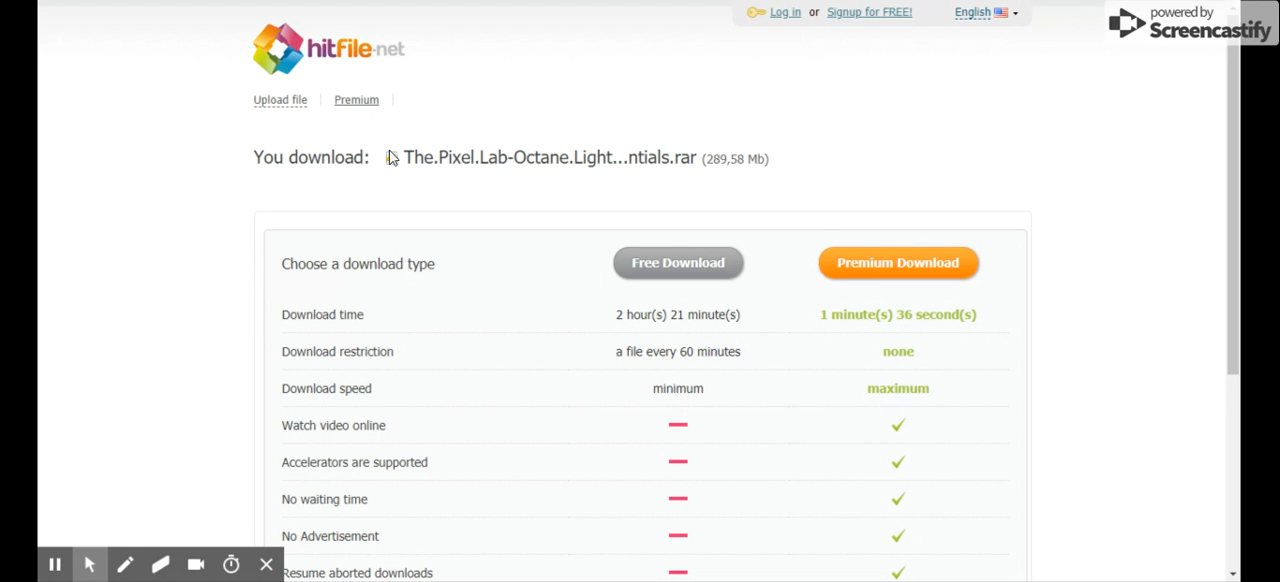 powered by
Screencastify
Log in or Signup for FREE! English
hitfile.net
Upload file Premium
You download: The.Pixel.Lab-Octane.Light...ntials.rar (289,58 Mb)
Choose a download type Free Download Premium Download
Download time 2 hour(s) 21 minute(s) 1 minute(s) 36 second(s)
Download restriction a file every 60 minutes none
Download speed minimum maximum
Watch video online
Accelerators are supported
No waiting time
No Advertisement
Resume aborted downloads